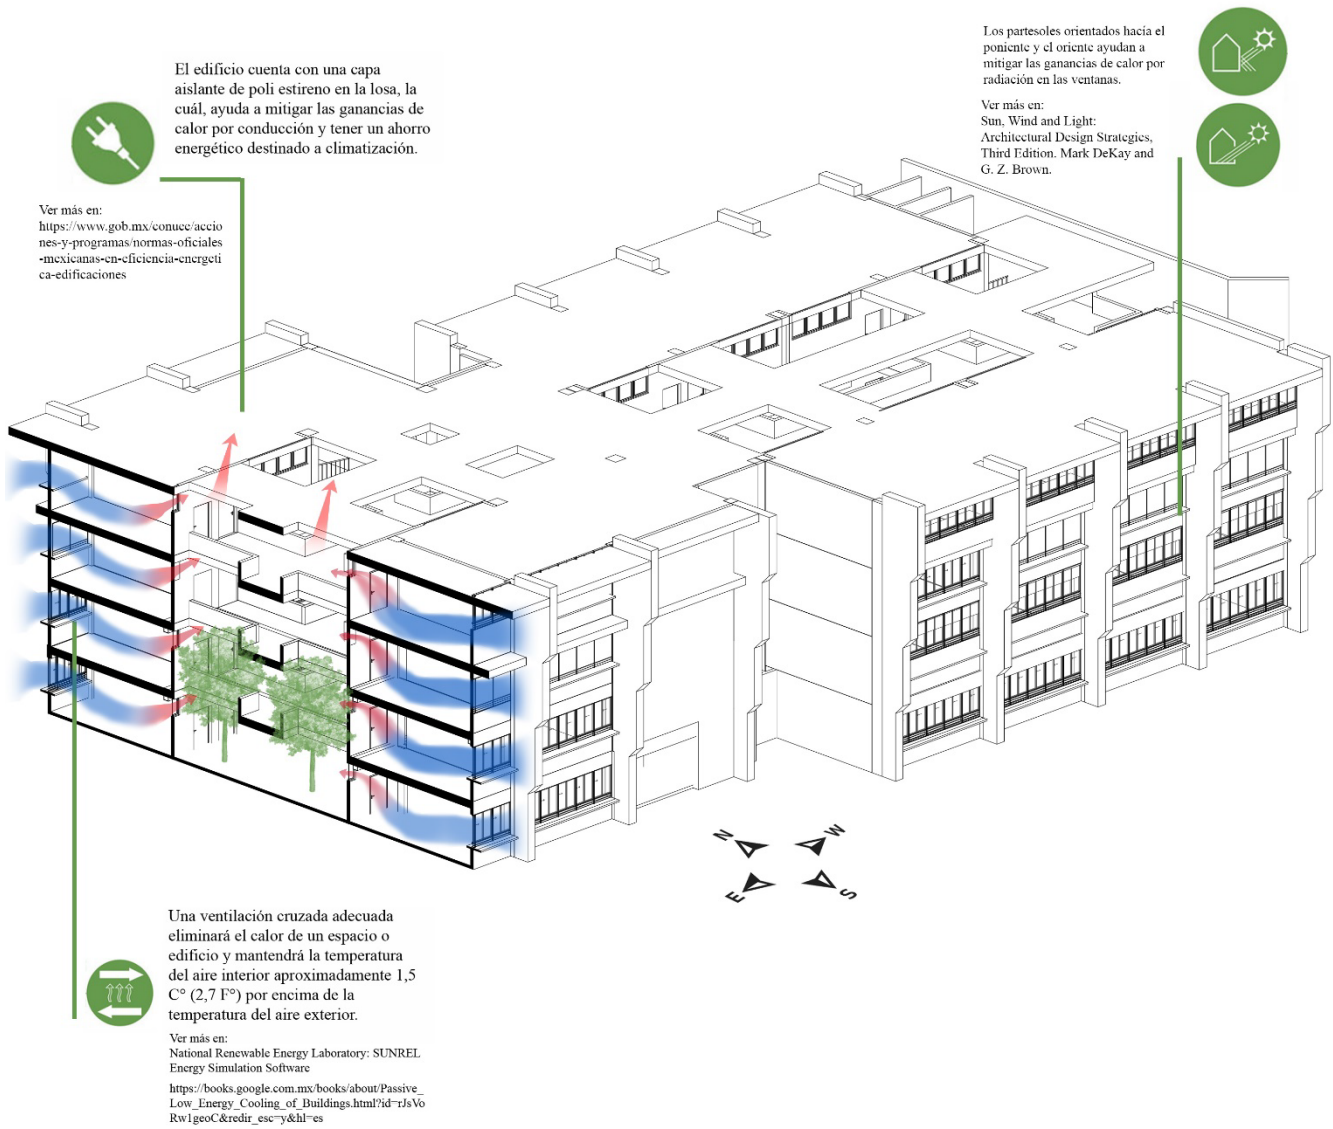 El edificio cuenta con una capa
aislante de poli estireno en la losa, la
cuál, ayuda a mitigar las ganancias de
calor por conducción y tener un ahorro
energético destinado a climatización.
Ver más en:
https://www.gob.mx/conuee/accio
nes-y-programas/normas-oficiales
-mexicanas-en-eficiencia-energeti
ca-edificaciones
Los partesoles orientados hacía el
poniente y el oriente ayudan a
mitigar las ganancias de calor por
radiación en las ventanas.
Ver más en:
Sun, Wind and Light:
Architectural Design Strategies,
Third Edition. Mark DeKay and
G. Z. Brown.
N
W
E
S
Una ventilación cruzada adecuada
eliminará el calor de un espacio o
edificio y mantendrá la temperatura
del aire interior aproximadamente 1,5
C° (2,7 F°) por encima de la
temperatura del aire exterior.
Ver más en:
National Renewable Energy Laboratory: SUNREL
Energy Simulation Software
https://books.google.com.mx/books/about/Passive_
Low_Energy_Cooling_of_Buildings.html?id=rJsVo
Rw1geoC&redir_esc=y&hl=es